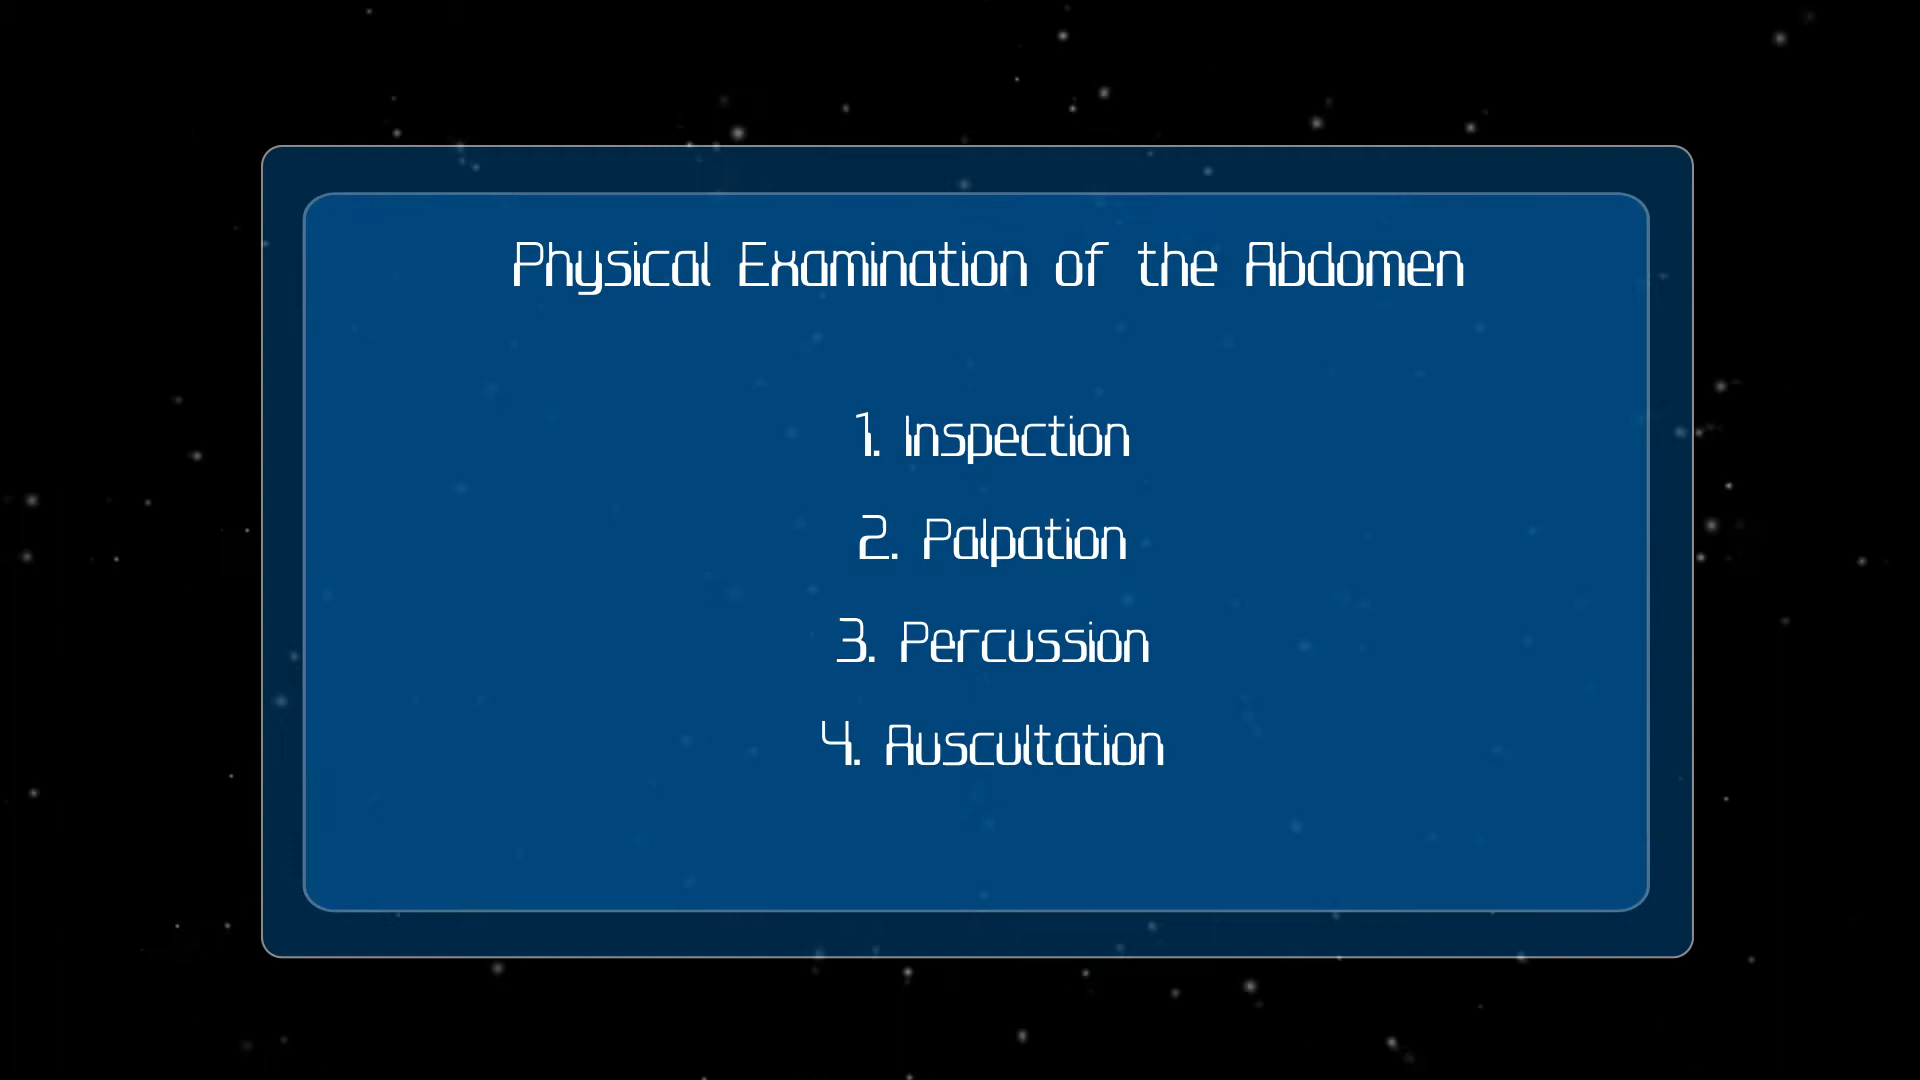 Physical Examination of the Abdomen
1. Inspection
2. Palpation
3. Percussion
4. Auscultation